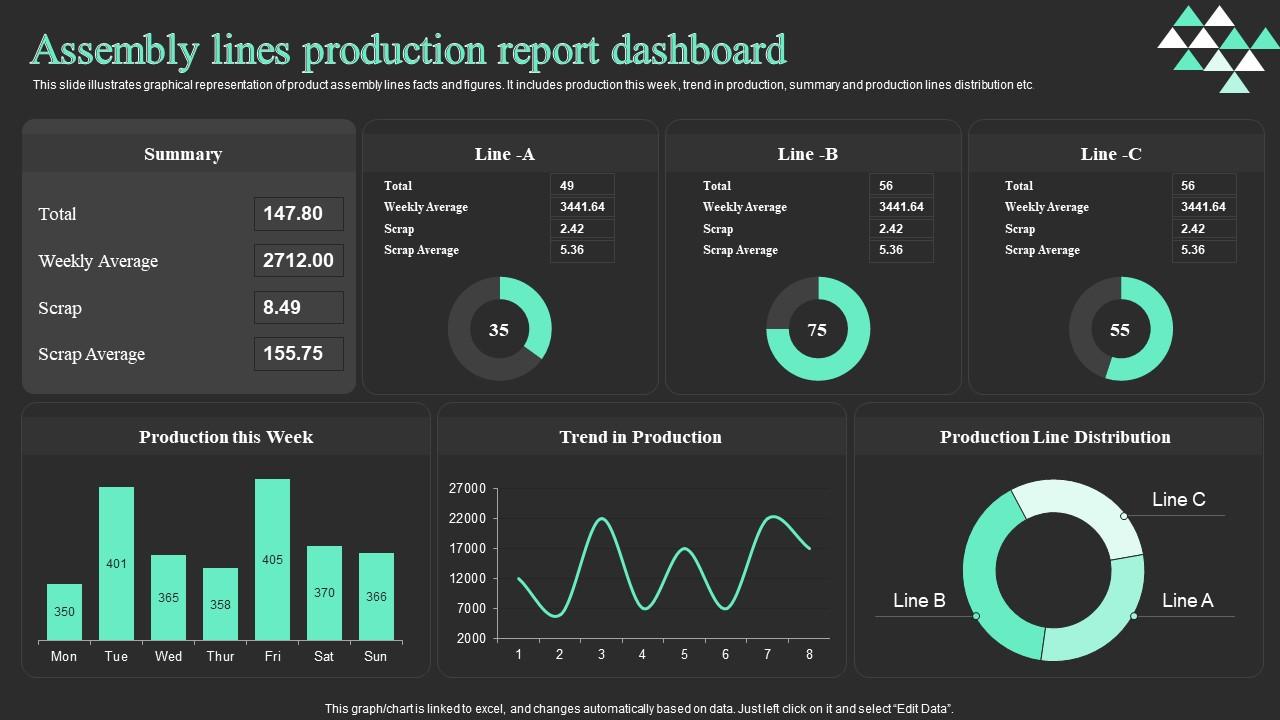 Assembly lines production report dashboard
This slide illustrates graphical representation of product assembly lines facts and figures. It includes production this week, trend in production, summary and production lines distribution etc.
Summary
Total 147.80
Weekly Average 2712.00
Scrap 8.49
Scrap Average 155.75
Line -A
Total 49
Weekly Average 3441.64
Scrap 2.42
Scrap Average 5.36
35
Line -B
Total 56
Weekly Average 3441.64
Scrap 2.42
Scrap Average 5.36
75
Line -C
Total 56
Weekly Average 3441.64
Scrap 2.42
Scrap Average 5.36
55
Production this Week
350 401 365 358 405 370 366
Mon Tue Wed Thur Fri Sat Sun
Trend in Production
27000
22000
17000
12000
7000
2000
1 2 3 4 5 6 7 8
Production Line Distribution
Line C
Line B
Line A
This graph/chart is linked to excel, and changes automatically based on data. Just left click on it and select “Edit Data”.